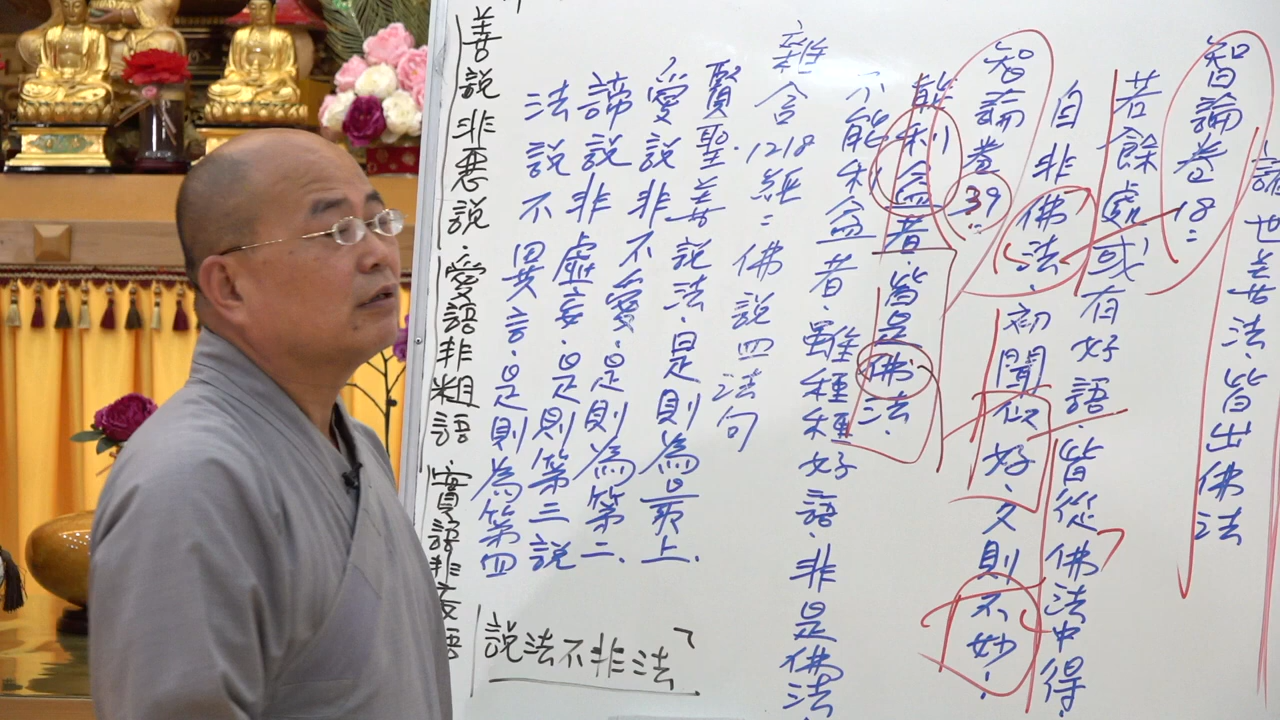 世善法.皆出佛法
智論卷18:
若餘處或有好語.皆從佛法中得.
自非佛法、初聞似好、久則不妙!
智論卷39:
能利益者皆是佛法.
不能利益者.雖種種好語.非是佛法
雜含1218經:佛說四法句
賢聖善說法.是則為最上.
愛說非不愛.是則為第二.
諦說非虛妄.是則第三說
法說不異言.是則為第四
說法不非法
善說非惡說.愛語非粗語.實語非妄語